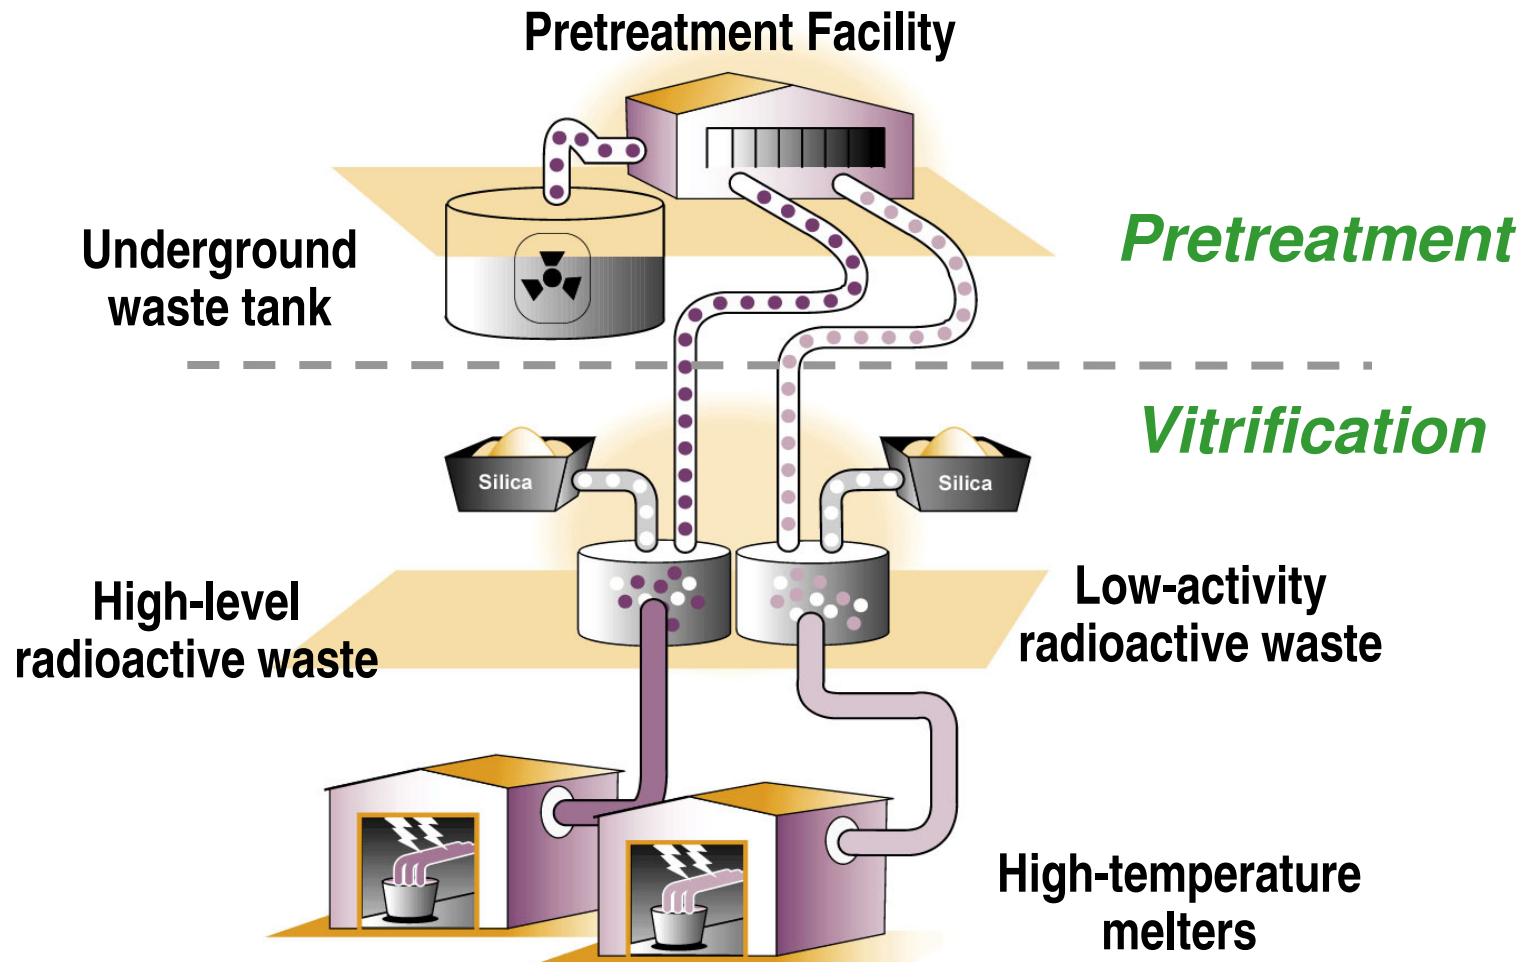 Pretreatment Facility
Underground
waste tank
Pretreatment
Vitrification
Silica
Silica
High-level
radioactive waste
Low-activity
radioactive waste
High-temperature
melters